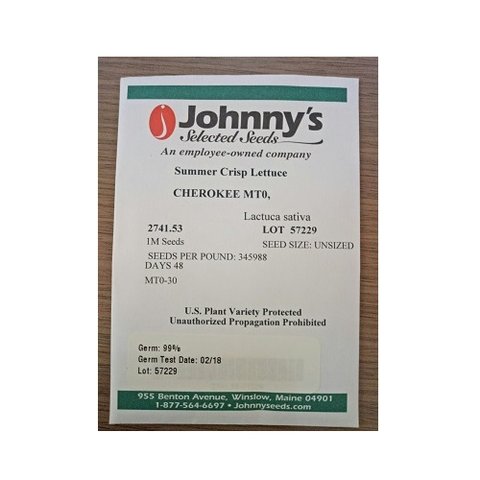 Johnny's
Selected Seeds
An employee-owned company
Summer Crisp Lettuce
CHEROKEE MT0,
Lactuca sativa
2741.53 LOT 57229
1M Seeds SEED SIZE: UNSIZED
SEEDS PER POUND: 345988
DAYS 48
MT0-30
U.S. Plant Variety Protected
Unauthorized Propagation Prohibited
Germ: 99%
Germ Test Date: 02/18
Lot: 57229
955 Benton Avenue, Winslow, Maine 04901
1-877-564-6697 • Johnnyseeds.com